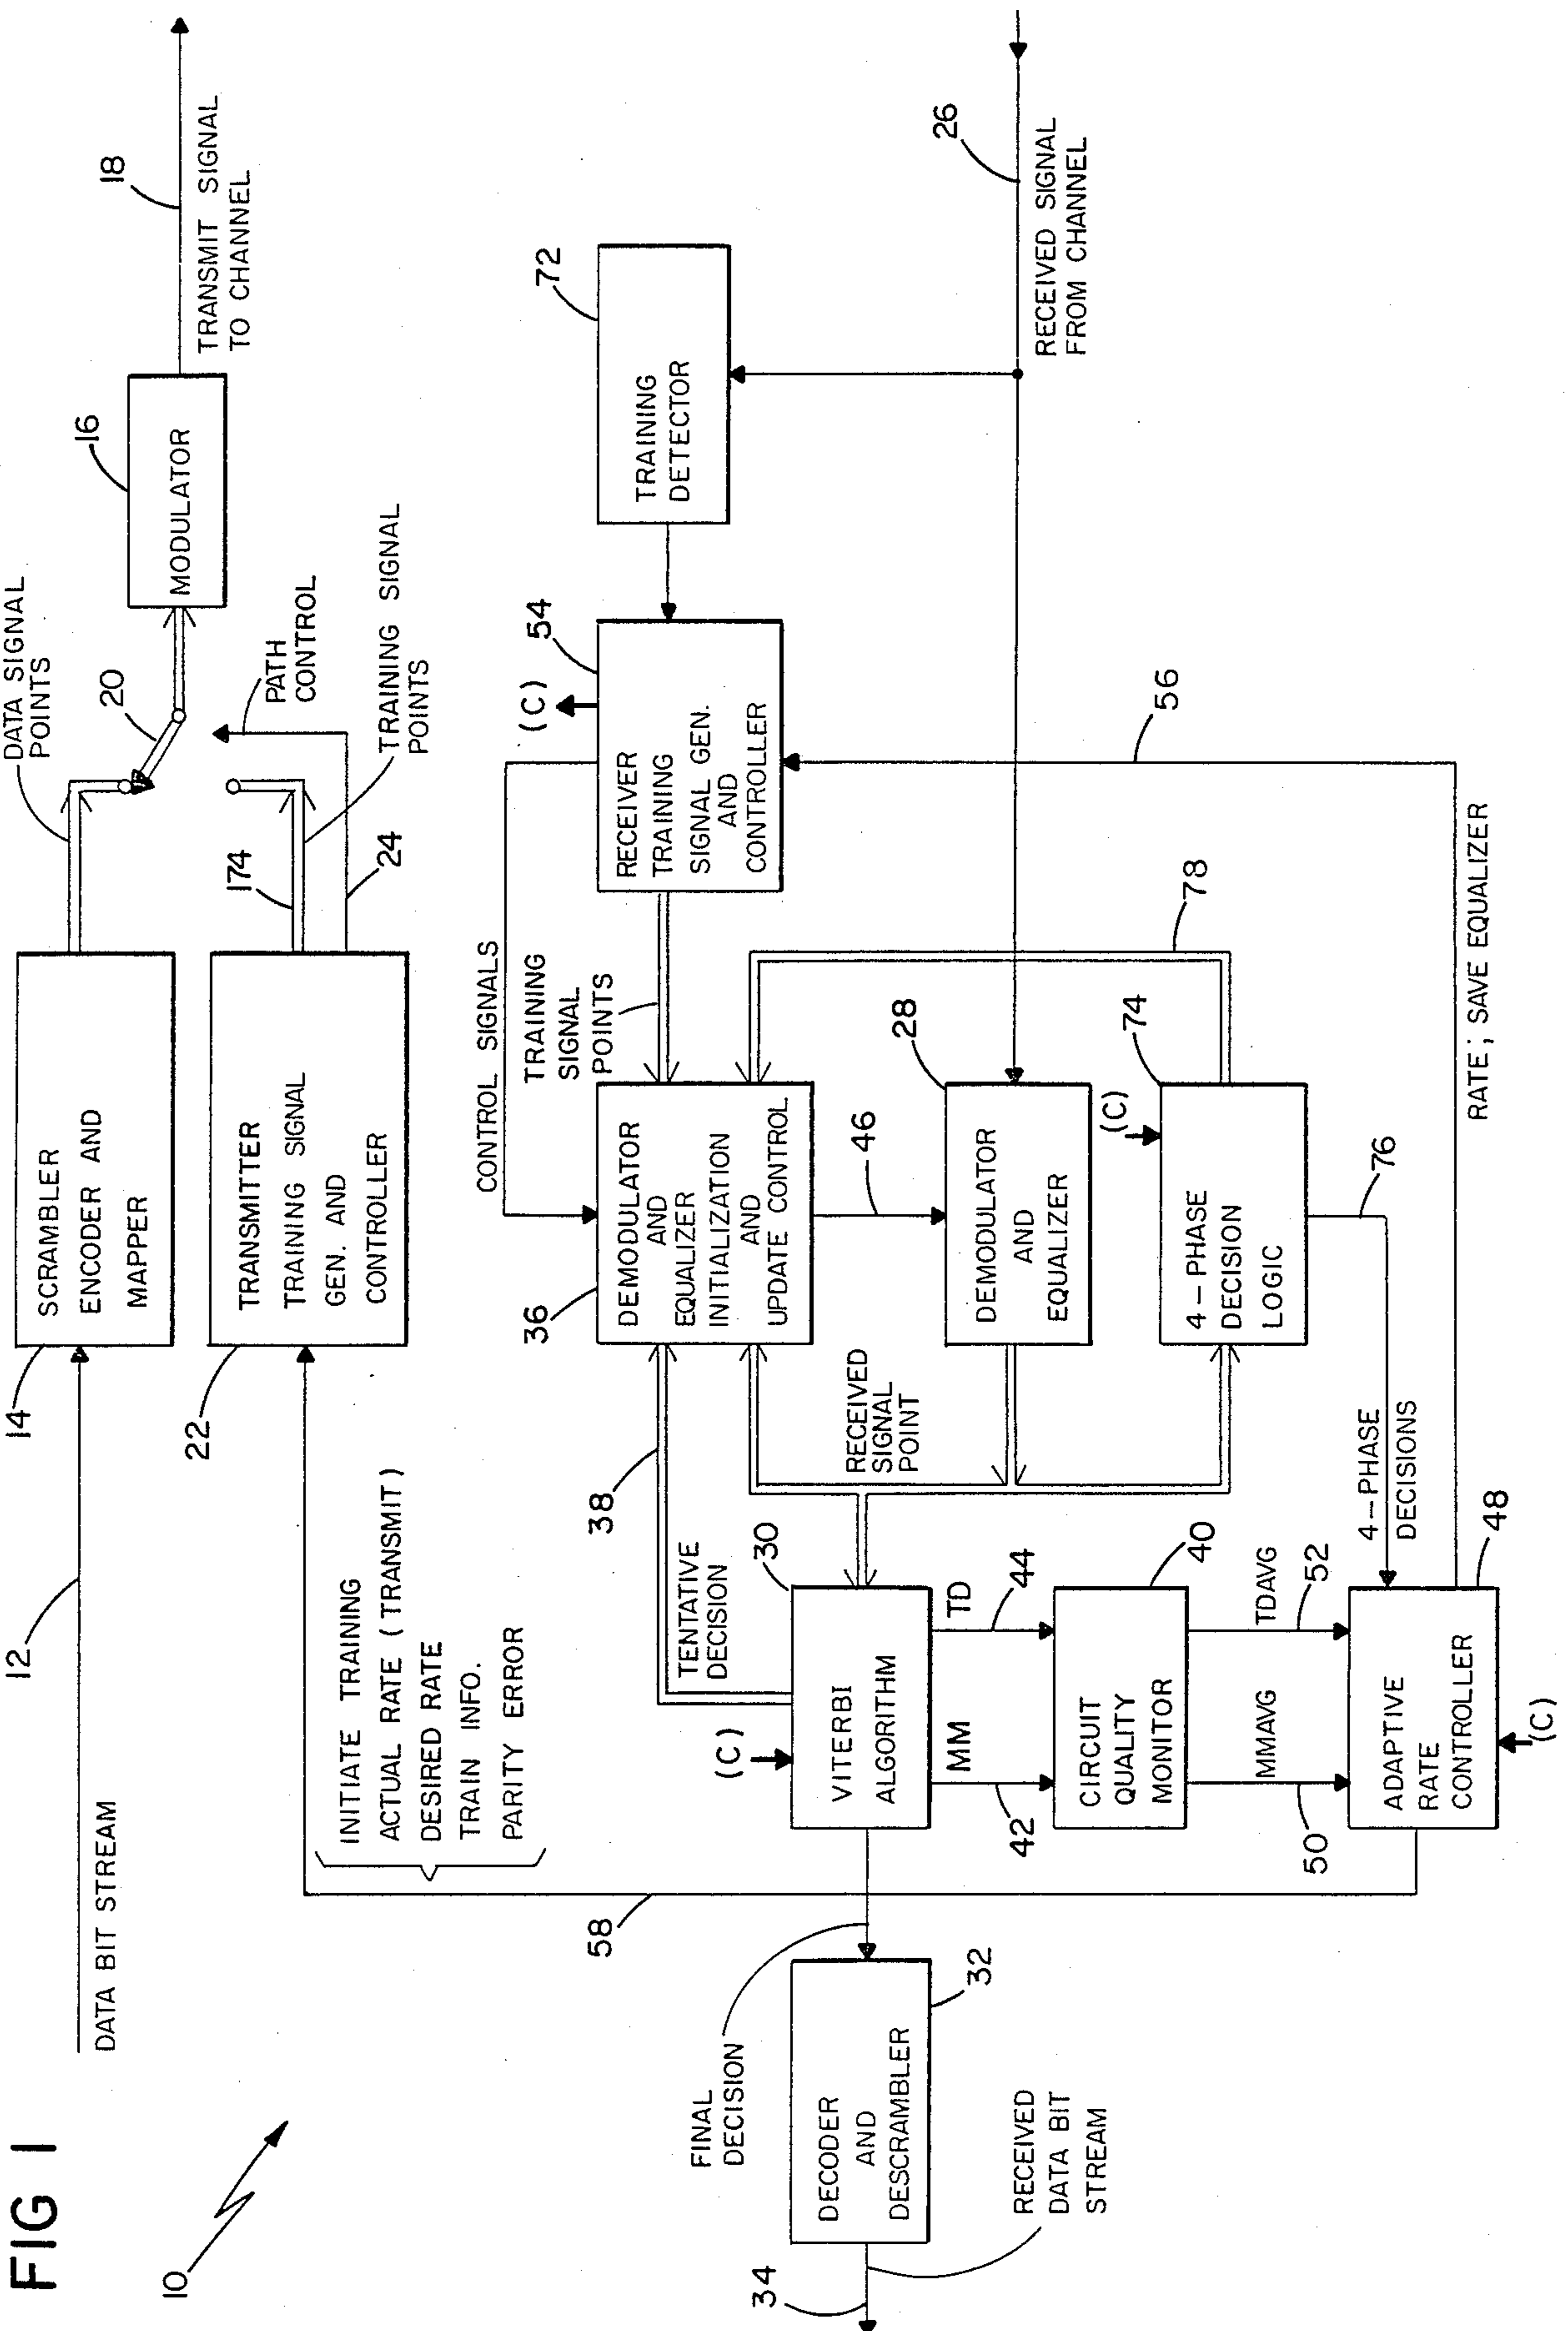 FIG 1
10
12
DATA BIT STREAM
14
SCRAMBLER
ENCODER AND
MAPPER
DATA SIGNAL
POINTS
20
16
MODULATOR
18
TRANSMIT SIGNAL
TO CHANNEL
22
TRANSMITTER
TRAINING SIGNAL
GEN. AND
CONTROLLER
174
24
PATH
CONTROL
TRAINING SIGNAL
POINTS
INITIATE TRAINING
ACTUAL RATE (TRANSMIT)
DESIRED RATE
TRAIN INFO.
PARITY ERROR
58
CONTROL SIGNALS
TRAINING
SIGNAL
POINTS
(C)
54
RECEIVER
TRAINING
SIGNAL GEN.
AND
CONTROLLER
72
TRAINING
DETECTOR
26
RECEIVED SIGNAL
FROM CHANNEL
36
DEMODULATOR
AND
EQUALIZER
INITIALIZATION
AND
UPDATE CONTROL
38
TENTATIVE
DECISION
46
28
DEMODULATOR
AND
EQUALIZER
RECEIVED
SIGNAL
POINT
78
56
74
(C)
4-PHASE
DECISION
LOGIC
76
4-PHASE
DECISIONS
RATE; SAVE EQUALIZER
30
(C)
VITERBI
ALGORITHM
MM
TD
42
44
40
CIRCUIT
QUALITY
MONITOR
MMAVG
TDAVG
50
52
48
ADAPTIVE
RATE
CONTROLLER
(C)
FINAL
DECISION
32
DECODER
AND
DESCRAMBLER
34
RECEIVED
DATA BIT
STREAM